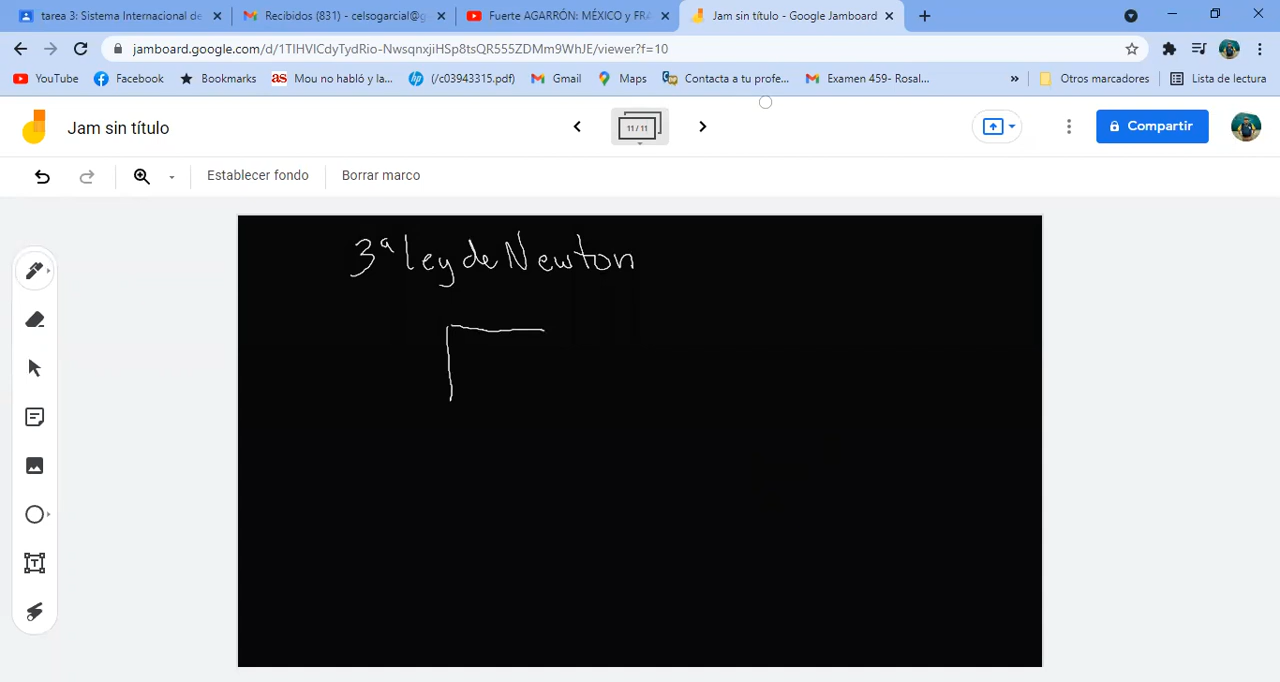 tarea 3: Sistema Internacional de
Recibidos (831) - celsogarcial@g
Fuerte AGARRÓN: MÉXICO y FRA
Jam sin título - Google Jamboard
jamboard.google.com/d/1TlHVlCdyTydRio-NwsqnxjiHSp8tsQR555ZDMm9WhJE/viewer?f=10
YouTube
Facebook
Bookmarks
as
Mou no habló y la...
hp
(/c03943315.pdf)
Gmail
Maps
Contacta a tu profe...
Examen 459- Rosal...
»
Otros marcadores
Lista de lectura
Jam sin título
11 / 11
Compartir
Establecer fondo
Borrar marco
3ª ley de Newton
T